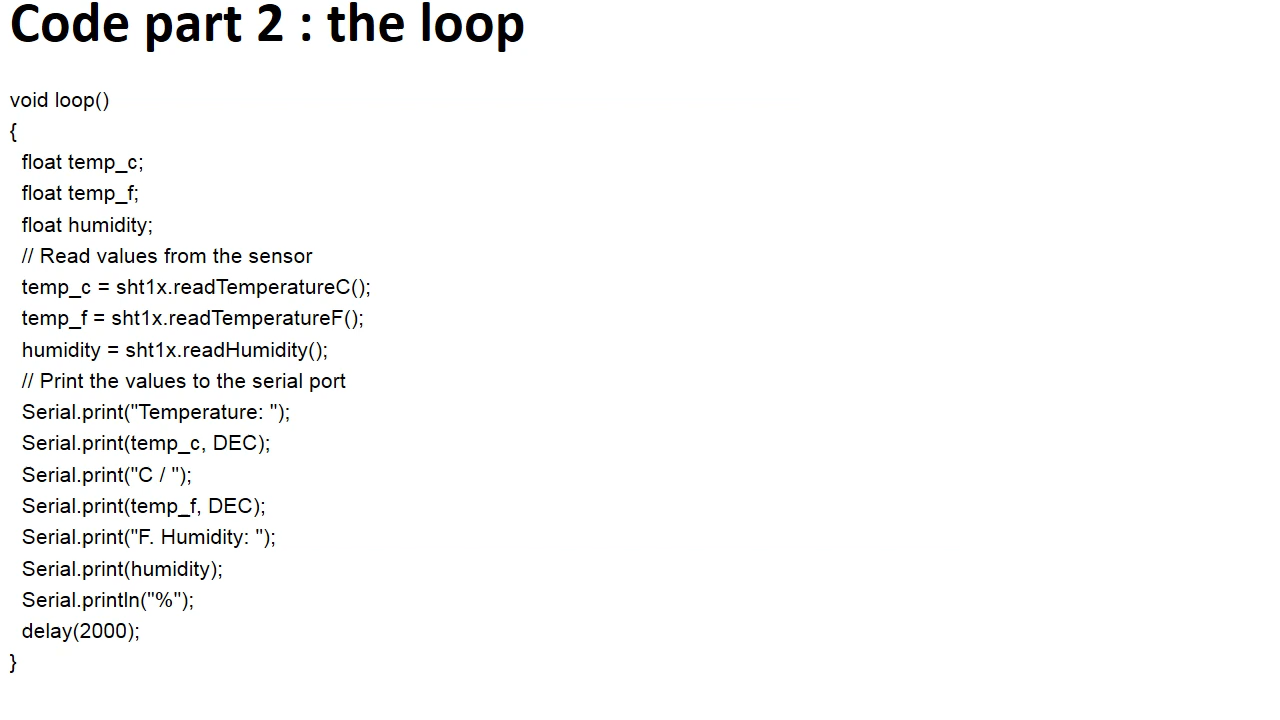 Code part 2 : the loop
void loop()
{
float temp_c;
float temp_f;
float humidity;
// Read values from the sensor
temp_c = sht1x.readTemperatureC();
temp_f = sht1x.readTemperatureF();
humidity = sht1x.readHumidity();
// Print the values to the serial port
Serial.print("Temperature: ");
Serial.print(temp_c, DEC);
Serial.print("C / ");
Serial.print(temp_f, DEC);
Serial.print("F. Humidity: ");
Serial.print(humidity);
Serial.println("%");
delay(2000);
}